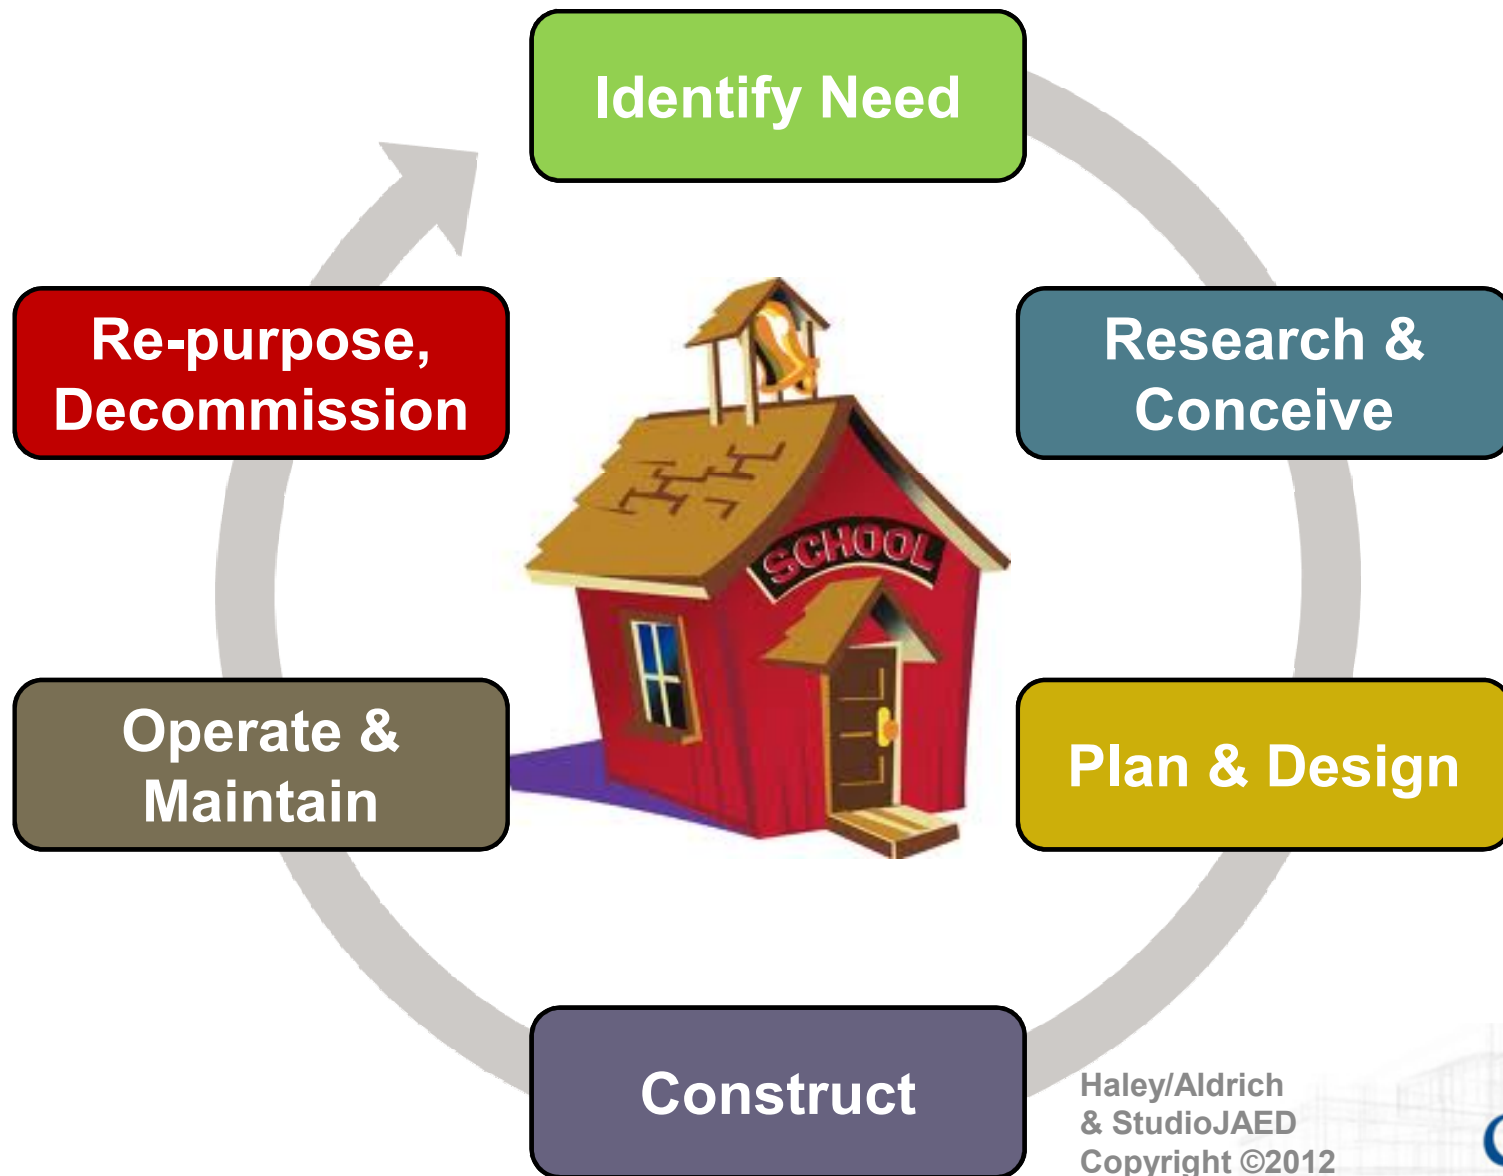 Identify Need
Re-purpose,
Decommission
Research &
Conceive
SCHOOL
Operate &
Maintain
Plan & Design
Construct
Haley/Aldrich
& StudioJAED
Copyright ©2012